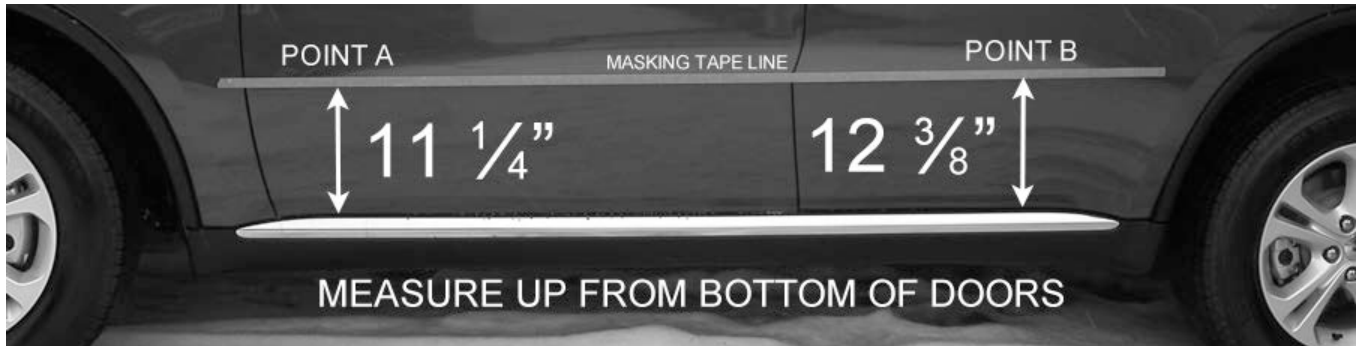 POINT A
MASKING TAPE LINE
POINT B
11 ¼”
12 ⅜”
MEASURE UP FROM BOTTOM OF DOORS